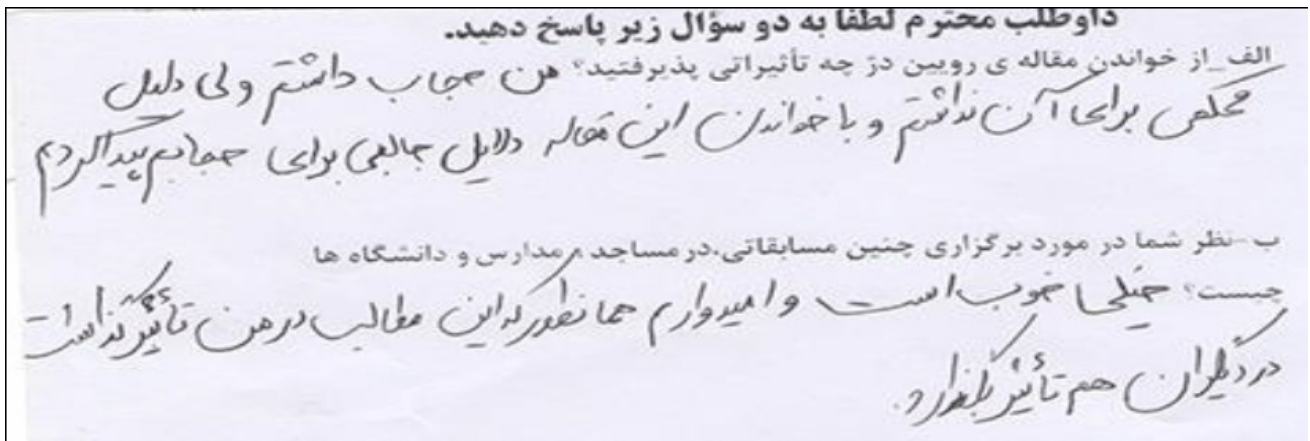 داوطلب محترم لطفا به دو سؤال زیر پاسخ دهید.
الف_از خواندن مقاله ی رویین دژ چه تأثیراتی پذیرفتید؟ من حجاب داشتم ولی دلیل
محکمی برای آن نداشتم و با خواندن این مقاله دلایل جالبی برای حجابم پیدا کردم
ب-نظر شما در مورد برگزاری چنین مسابقاتی،در مساجد مدارس و دانشگاه ها
چیست؟ خیلی خوب است و امیدوارم همانطور که این مطالب در من تأثیر گذاشت
در دیگران هم تأثیر بگذارد.